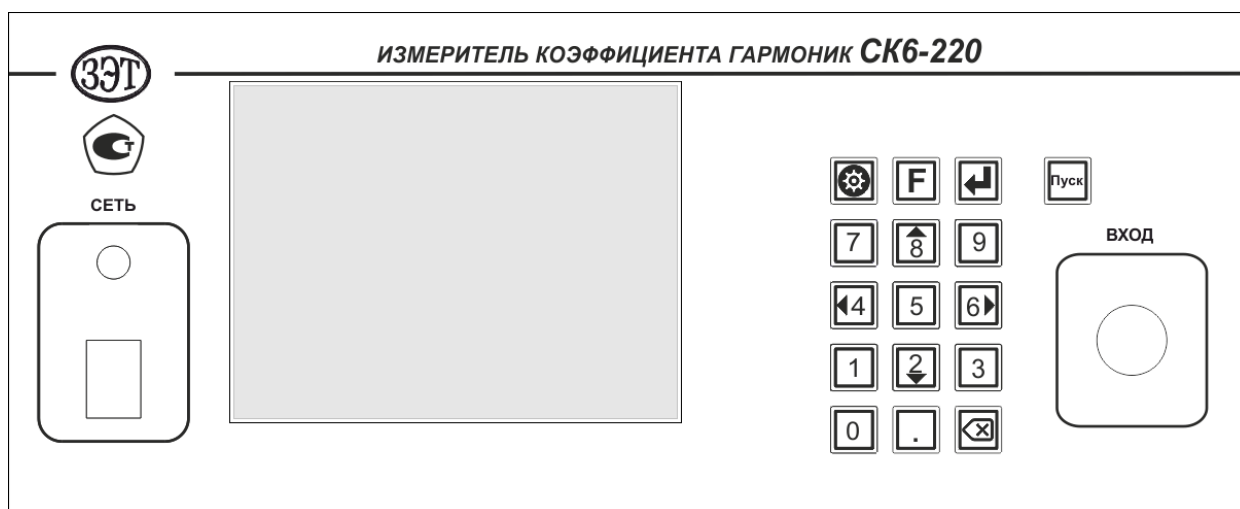 ИЗМЕРИТЕЛЬ КОЭФФИЦИЕНТА ГАРМОНИК СК6-220
ЗЭТ
СТ
СЕТЬ
F Пуск
7 8 9
ВХОД
4 5 6
1 2 3
0 .